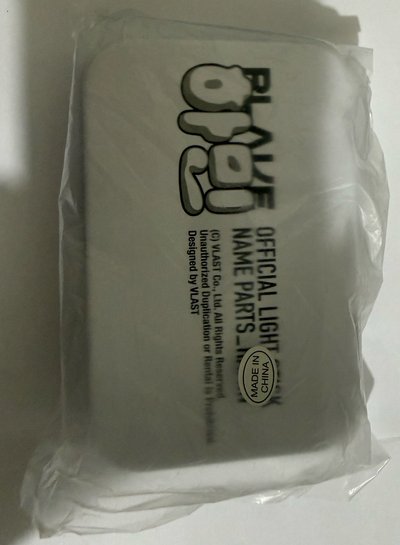 PLAVE
하민
OFFICIAL LIGHT
NAME PARTS_
MADE IN
CHINA
(C) VLAST Co., Ltd. All Rights Reserved
Unauthorized Duplication or Rental is Prohibited
Designed by VLAST